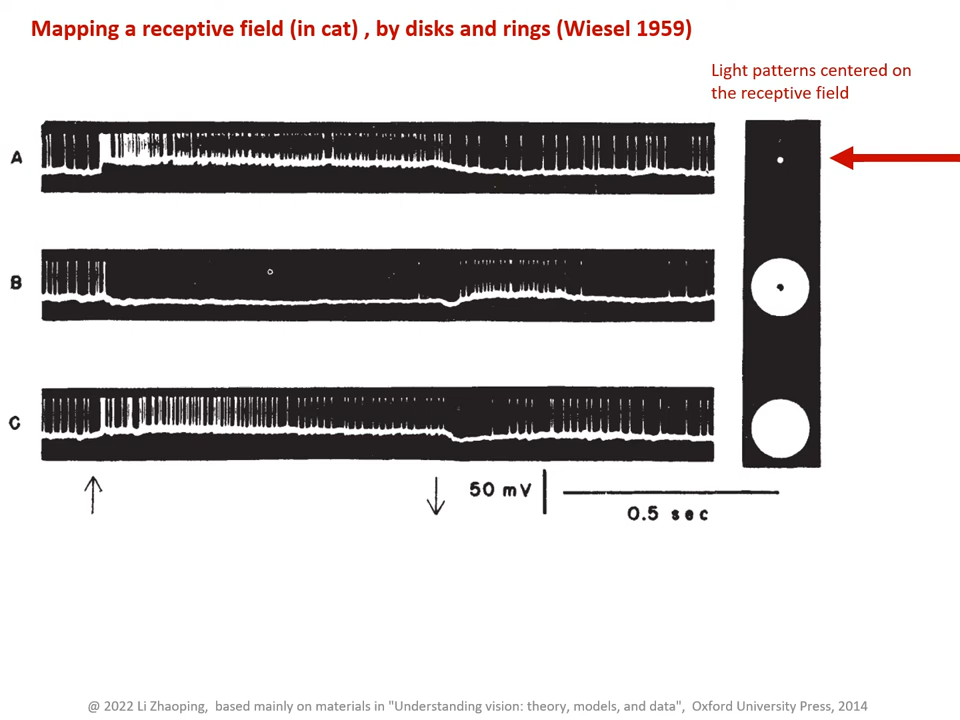 Mapping a receptive field (in cat) , by disks and rings (Wiesel 1959)
Light patterns centered on
the receptive field
A
B
C
50 mV
0.5 sec
@ 2022 Li Zhaoping, based mainly on materials in "Understanding vision: theory, models, and data", Oxford University Press, 2014